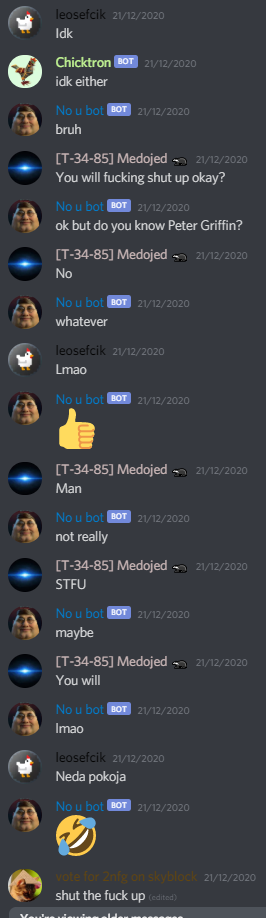 leosefcik 21/12/2020
Idk
Chicktron BOT 21/12/2020
idk either
No u bot BOT 21/12/2020
bruh
[T-34-85] Medojed 21/12/2020
You will fucking shut up okay?
No u bot BOT 21/12/2020
ok but do you know Peter Griffin?
[T-34-85] Medojed 21/12/2020
No
No u bot BOT 21/12/2020
whatever
leosefcik 21/12/2020
Lmao
No u bot BOT 21/12/2020
[T-34-85] Medojed 21/12/2020
Man
No u bot BOT 21/12/2020
not really
[T-34-85] Medojed 21/12/2020
STFU
No u bot BOT 21/12/2020
maybe
[T-34-85] Medojed 21/12/2020
You will
No u bot BOT 21/12/2020
lmao
leosefcik 21/12/2020
Neda pokoja
No u bot BOT 21/12/2020
vote for 2nfg on skyblock 21/12/2020
shut the fuck up (edited)
You're viewing older messages